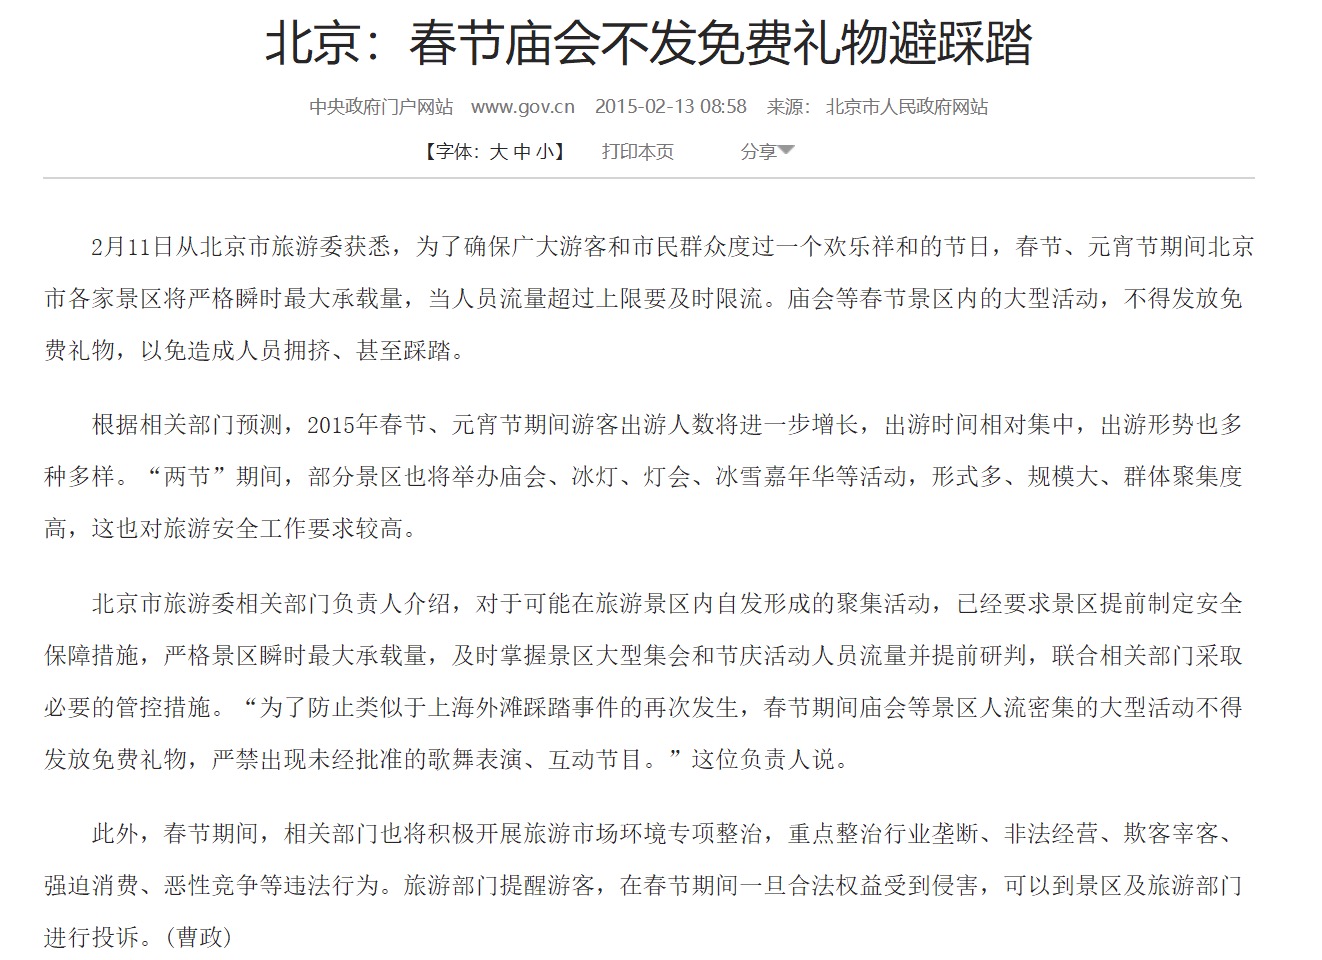 北京：春节庙会不发免费礼物避踩踏
中央政府门户网站 www.gov.cn 2015-02-13 08:58 来源： 北京市人民政府网站
【字体：大 中 小】 打印本页 分享
2月11日从北京市旅游委获悉，为了确保广大游客和市民群众度过一个欢乐祥和的节日，春节、元宵节期间北京
市各家景区将严格瞬时最大承载量，当人员流量超过上限要及时限流。庙会等春节景区内的大型活动，不得发放免
费礼物，以免造成人员拥挤、甚至踩踏。
根据相关部门预测，2015年春节、元宵节期间游客出游人数将进一步增长，出游时间相对集中，出游形势也多
种多样。“两节”期间，部分景区也将举办庙会、冰灯、灯会、冰雪嘉年华等活动，形式多、规模大、群体聚集度
高，这也对旅游安全工作要求较高。
北京市旅游委相关部门负责人介绍，对于可能在旅游景区内自发形成的聚集活动，已经要求景区提前制定安全
保障措施，严格景区瞬时最大承载量，及时掌握景区大型集会和节庆活动人员流量并提前研判，联合相关部门采取
必要的管控措施。“为了防止类似于上海外滩踩踏事件的再次发生，春节期间庙会等景区人流密集的大型活动不得
发放免费礼物，严禁出现未经批准的歌舞表演、互动节目。”这位负责人说。
此外，春节期间，相关部门也将积极开展旅游市场环境专项整治，重点整治行业垄断、非法经营、欺客宰客、
强迫消费、恶性竞争等违法行为。旅游部门提醒游客，在春节期间一旦合法权益受到侵害，可以到景区及旅游部门
进行投诉。(曹政)